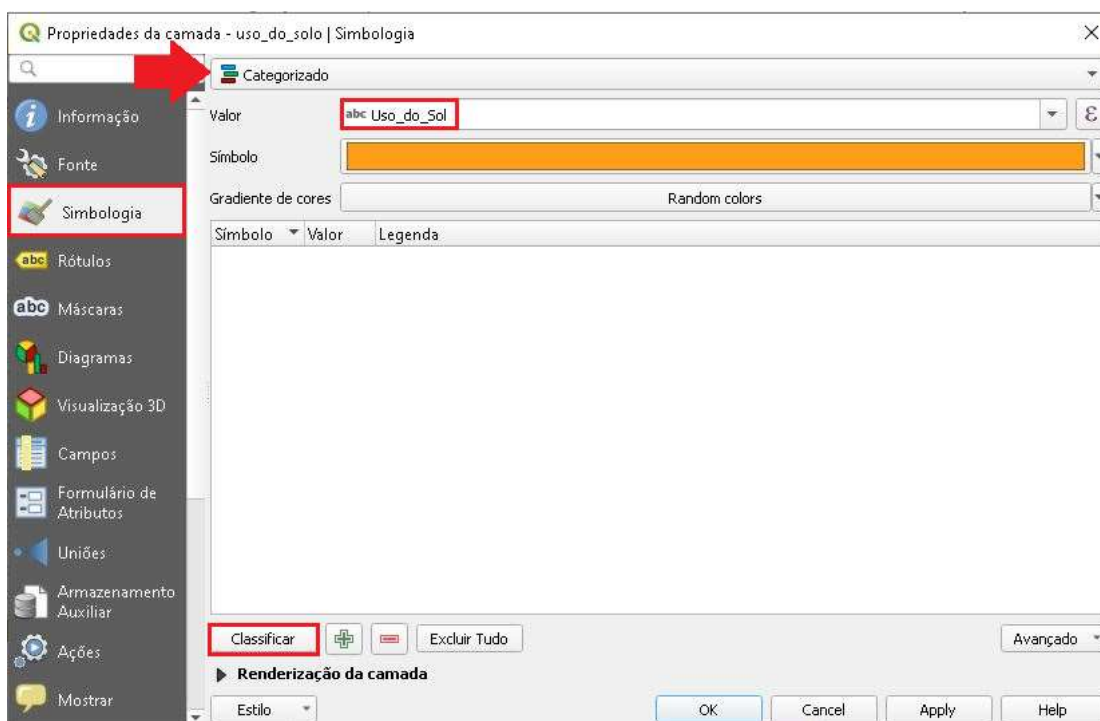 Propriedades da camada - uso_do_solo | Simbologia
Categorizado
Informação
Valor
abc Uso_do_Sol
ε
Fonte
Símbolo
Simbologia
Gradiente de cores
Random colors
Símbolo Valor Legenda
abc Rótulos
abc Máscaras
Diagramas
Visualização 3D
Campos
Formulário de
Atributos
Uniões
Armazenamento
Auxiliar
Ações
Mostrar
Classificar
Excluir Tudo
Avançado
Renderização da camada
Estilo
OK
Cancel
Apply
Help